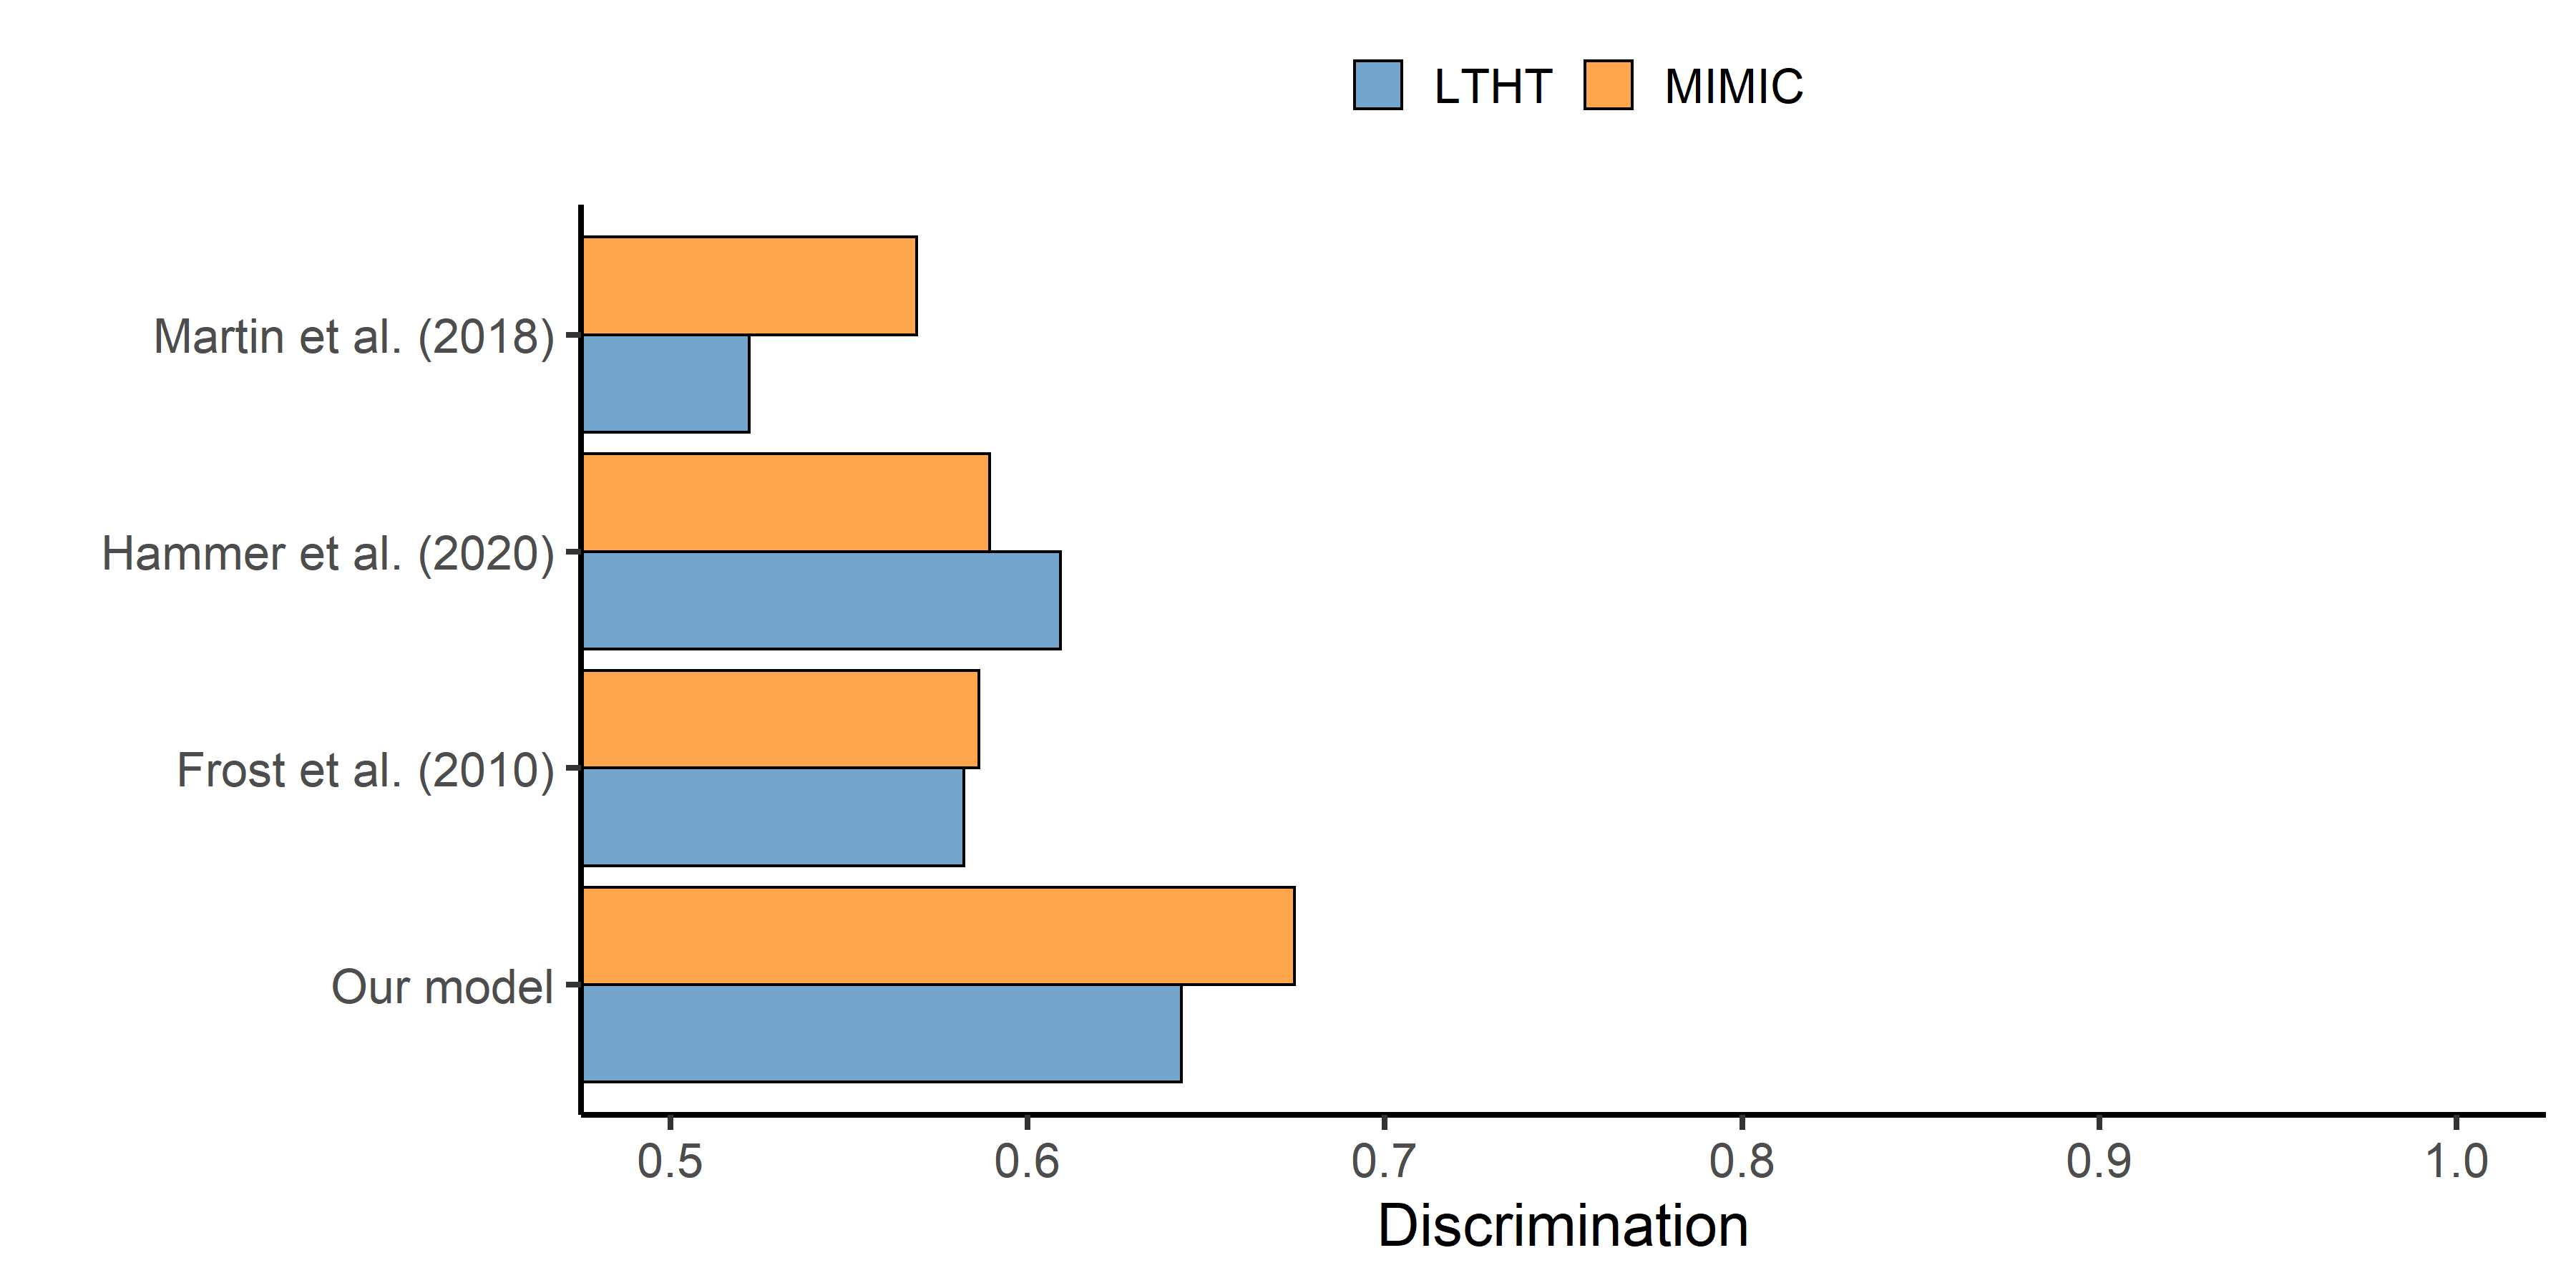 LTHT MIMIC
Martin et al. (2018)
Hammer et al. (2020)
Frost et al. (2010)
Our model
0.5 0.6 0.7 0.8 0.9 1.0
Discrimination